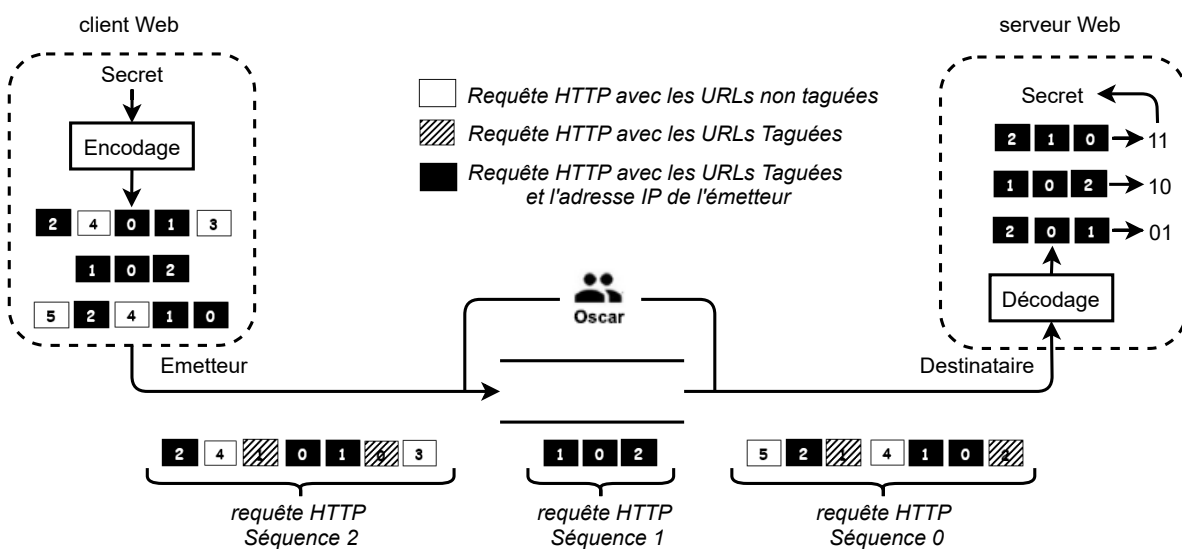 client Web
serveur Web
Secret
Encodage
2 4 0 1 3
1 0 2
5 2 4 1 0
Emetteur
Requête HTTP avec les URLs non taguées
Requête HTTP avec les URLs Taguées
Requête HTTP avec les URLs Taguées
et l'adresse IP de l'émetteur
Oscar
Secret
2 1 0 11
1 0 2 10
2 0 1 01
Décodage
Destinataire
2 4 1 0 1 0 3
1 0 2
5 2 1 4 1 0 2
requête HTTP
Séquence 2
requête HTTP
Séquence 1
requête HTTP
Séquence 0